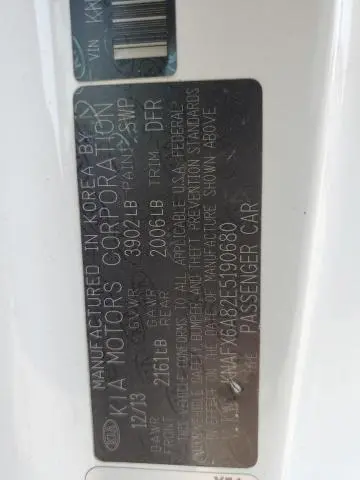 VIN
MANUFACTURED IN KOREA BY
KIA MOTORS CORPORATION
12/13 GVWR 3902LB PAINT SWP
GAWR FRONT 2161LB GAWR REAR 2006LB TRIM DFR
THIS VEHICLE CONFORMS TO ALL APPLICABLE U.S.A. FEDERAL
MOTOR VEHICLE SAFETY, BUMPER, AND THEFT PREVENTION STANDARDS
IN EFFECT ON THE DATE OF MANUFACTURE SHOWN ABOVE.
KNAFX6A82E5190680
PASSENGER CAR
KIA